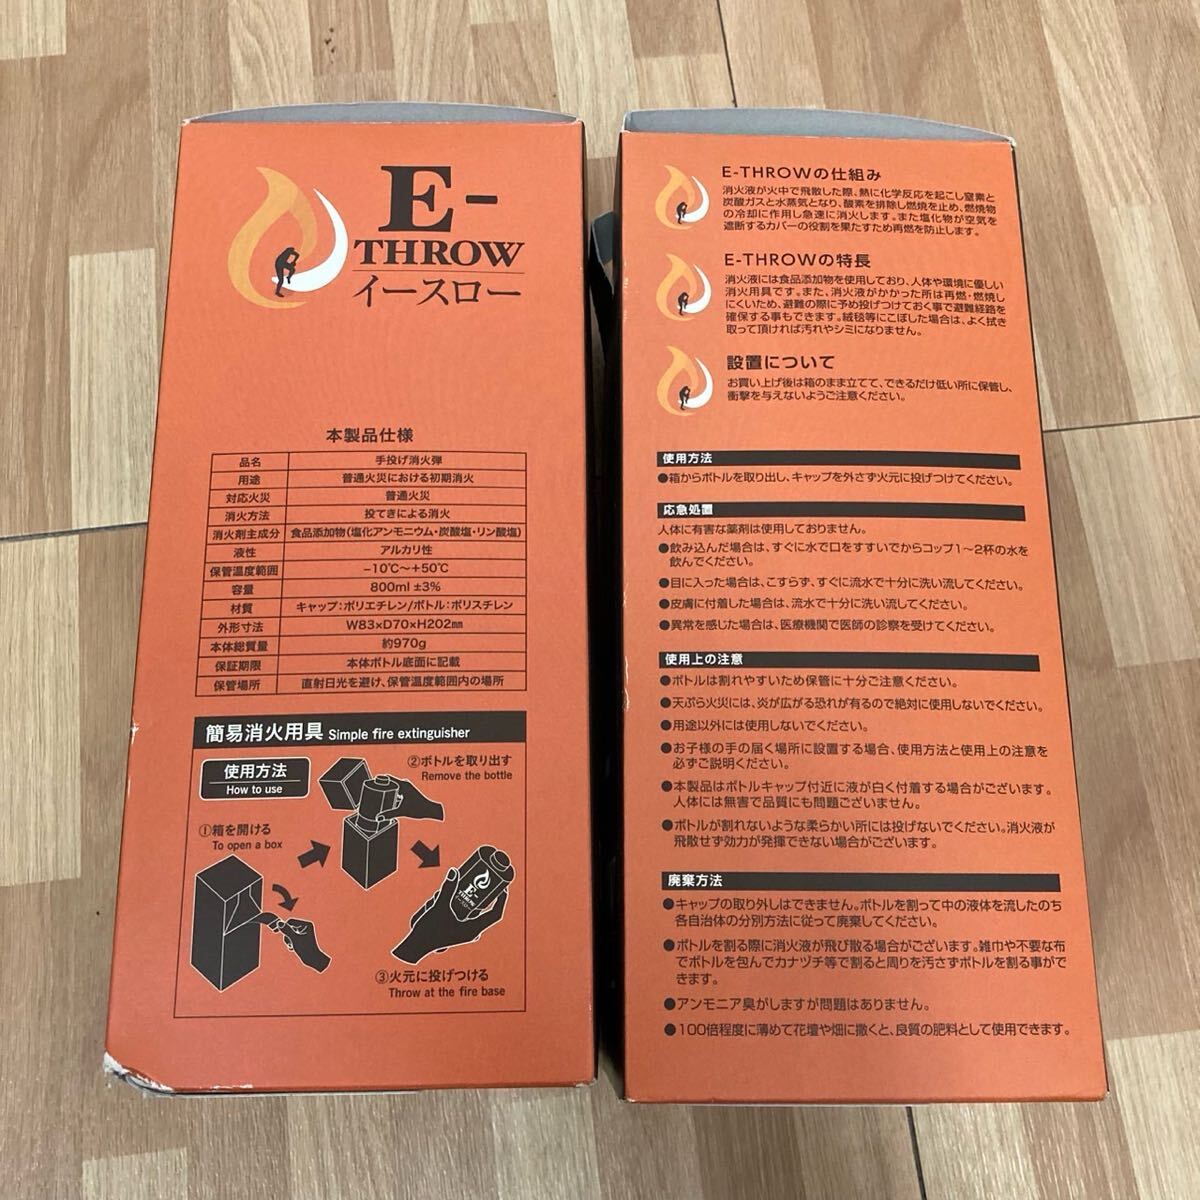 E-
THROW
イースロー
本製品仕様
品名 手投げ消火弾
用途 普通火災における初期消火
対応火災 普通火災
消火方法 投てきによる消火
消火剤主成分 食品添加物(塩化アンモニウム・炭酸塩・リン酸塩)
液性 アルカリ性
保管温度範囲 −10℃〜+50℃
容量 800ml ±3%
材質 キャップ:ポリエチレン/ボトル:ポリスチレン
外形寸法 W83×D70×H202㎜
本体総質量 約970g
保証期限 本体ボトル底面に記載
保管場所 直射日光を避け、保管温度範囲内の場所
簡易消火用具 Simple fire extinguisher
使用方法
How to use
②ボトルを取り出す
Remove the bottle
①箱を開ける
To open a box
E-
THROW
イースロー
③火元に投げつける
Throw at the fire base
E-THROWの仕組み
消火液が火中で飛散した際、熱に化学反応を起こし窒素と
炭酸ガスと水蒸気となり、酸素を排除し燃焼を止め、燃焼物
の冷却に作用し急速に消火します。また塩化物が空気を
遮断するカバーの役割を果たすため再燃を防止します。
E-THROWの特長
消火液には食品添加物を使用しており、人体や環境に優しい
消火用具です。また、消火液がかかった所は再燃・燃焼し
にくいため、避難の際に予め投げつけておく事で避難経路を
確保する事もできます。絨毯等にこぼした場合は、よく拭き
取って頂ければ汚れやシミになりません。
設置について
お買い上げ後は箱のまま立てて、できるだけ低い所に保管し、
衝撃を与えないようご注意ください。
使用方法
●箱からボトルを取り出し、キャップを外さず火元に投げつけてください。
応急処置
人体に有害な薬剤は使用しておりません。
●飲み込んだ場合は、すぐに水で口をすすいでからコップ1〜2杯の水を
飲んでください。
●目に入った場合は、こすらず、すぐに流水で十分に洗い流してください。
●皮膚に付着した場合は、流水で十分に洗い流してください。
●異常を感じた場合は、医療機関で医師の診察を受けてください。
使用上の注意
●ボトルは割れやすいため保管に十分ご注意ください。
●天ぷら火災には、炎が広がる恐れが有るので絶対に使用しないでください。
●用途以外には使用しないでください。
●お子様の手の届く場所に設置する場合、使用方法と使用上の注意を
必ずご説明ください。
●本製品はボトルキャップ付近に液が白く付着する場合がございます。
人体には無害で品質にも問題ございません。
●ボトルが割れないような柔らかい所には投げないでください。消火液が
飛散せず効力が発揮できない場合がございます。
廃棄方法
●キャップの取り外しはできません。ボトルを割って中の液体を流したのち
各自治体の分別方法に従って廃棄してください。
●ボトルを割る際に消火液が飛び散る場合がございます。雑巾や不要な布
でボトルを包んでカナヅチ等で割ると周りを汚さずボトルを割る事がで
きます。
●アンモニア臭がしますが問題はありません。
●100倍程度に薄めて花壇や畑に撒くと、良質の肥料として使用できます。